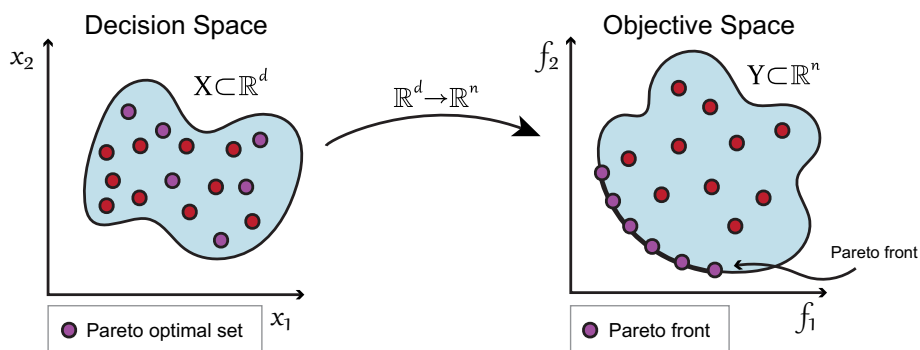 Decision Space
Objective Space
x₂
X⊂ℝᵈ
ℝᵈ→ℝⁿ
f₂
Y⊂ℝⁿ
Pareto front
x₁
f₁
Pareto optimal set
Pareto front